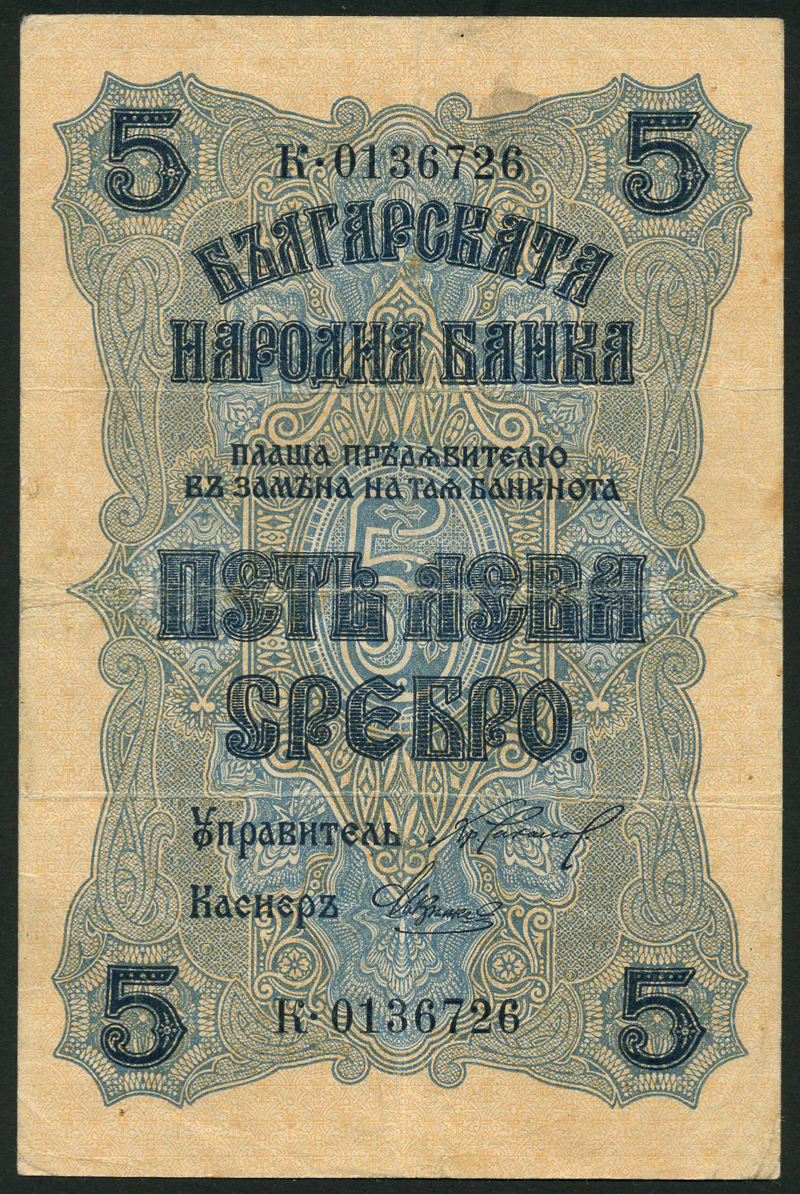 5 5
К·0136726
БЪЛГАРСКАТА
НАРОДНА БАНКА
ПЛАЩА ПРѢДЯВИТЕЛЮ
ВЪ ЗАМѢНА НА ТАЯ БАНКНОТА
5
ПЕТЬ ЛЕВА
СРЕБРО.
Управитель
Касиеръ
К·0136726
5 5